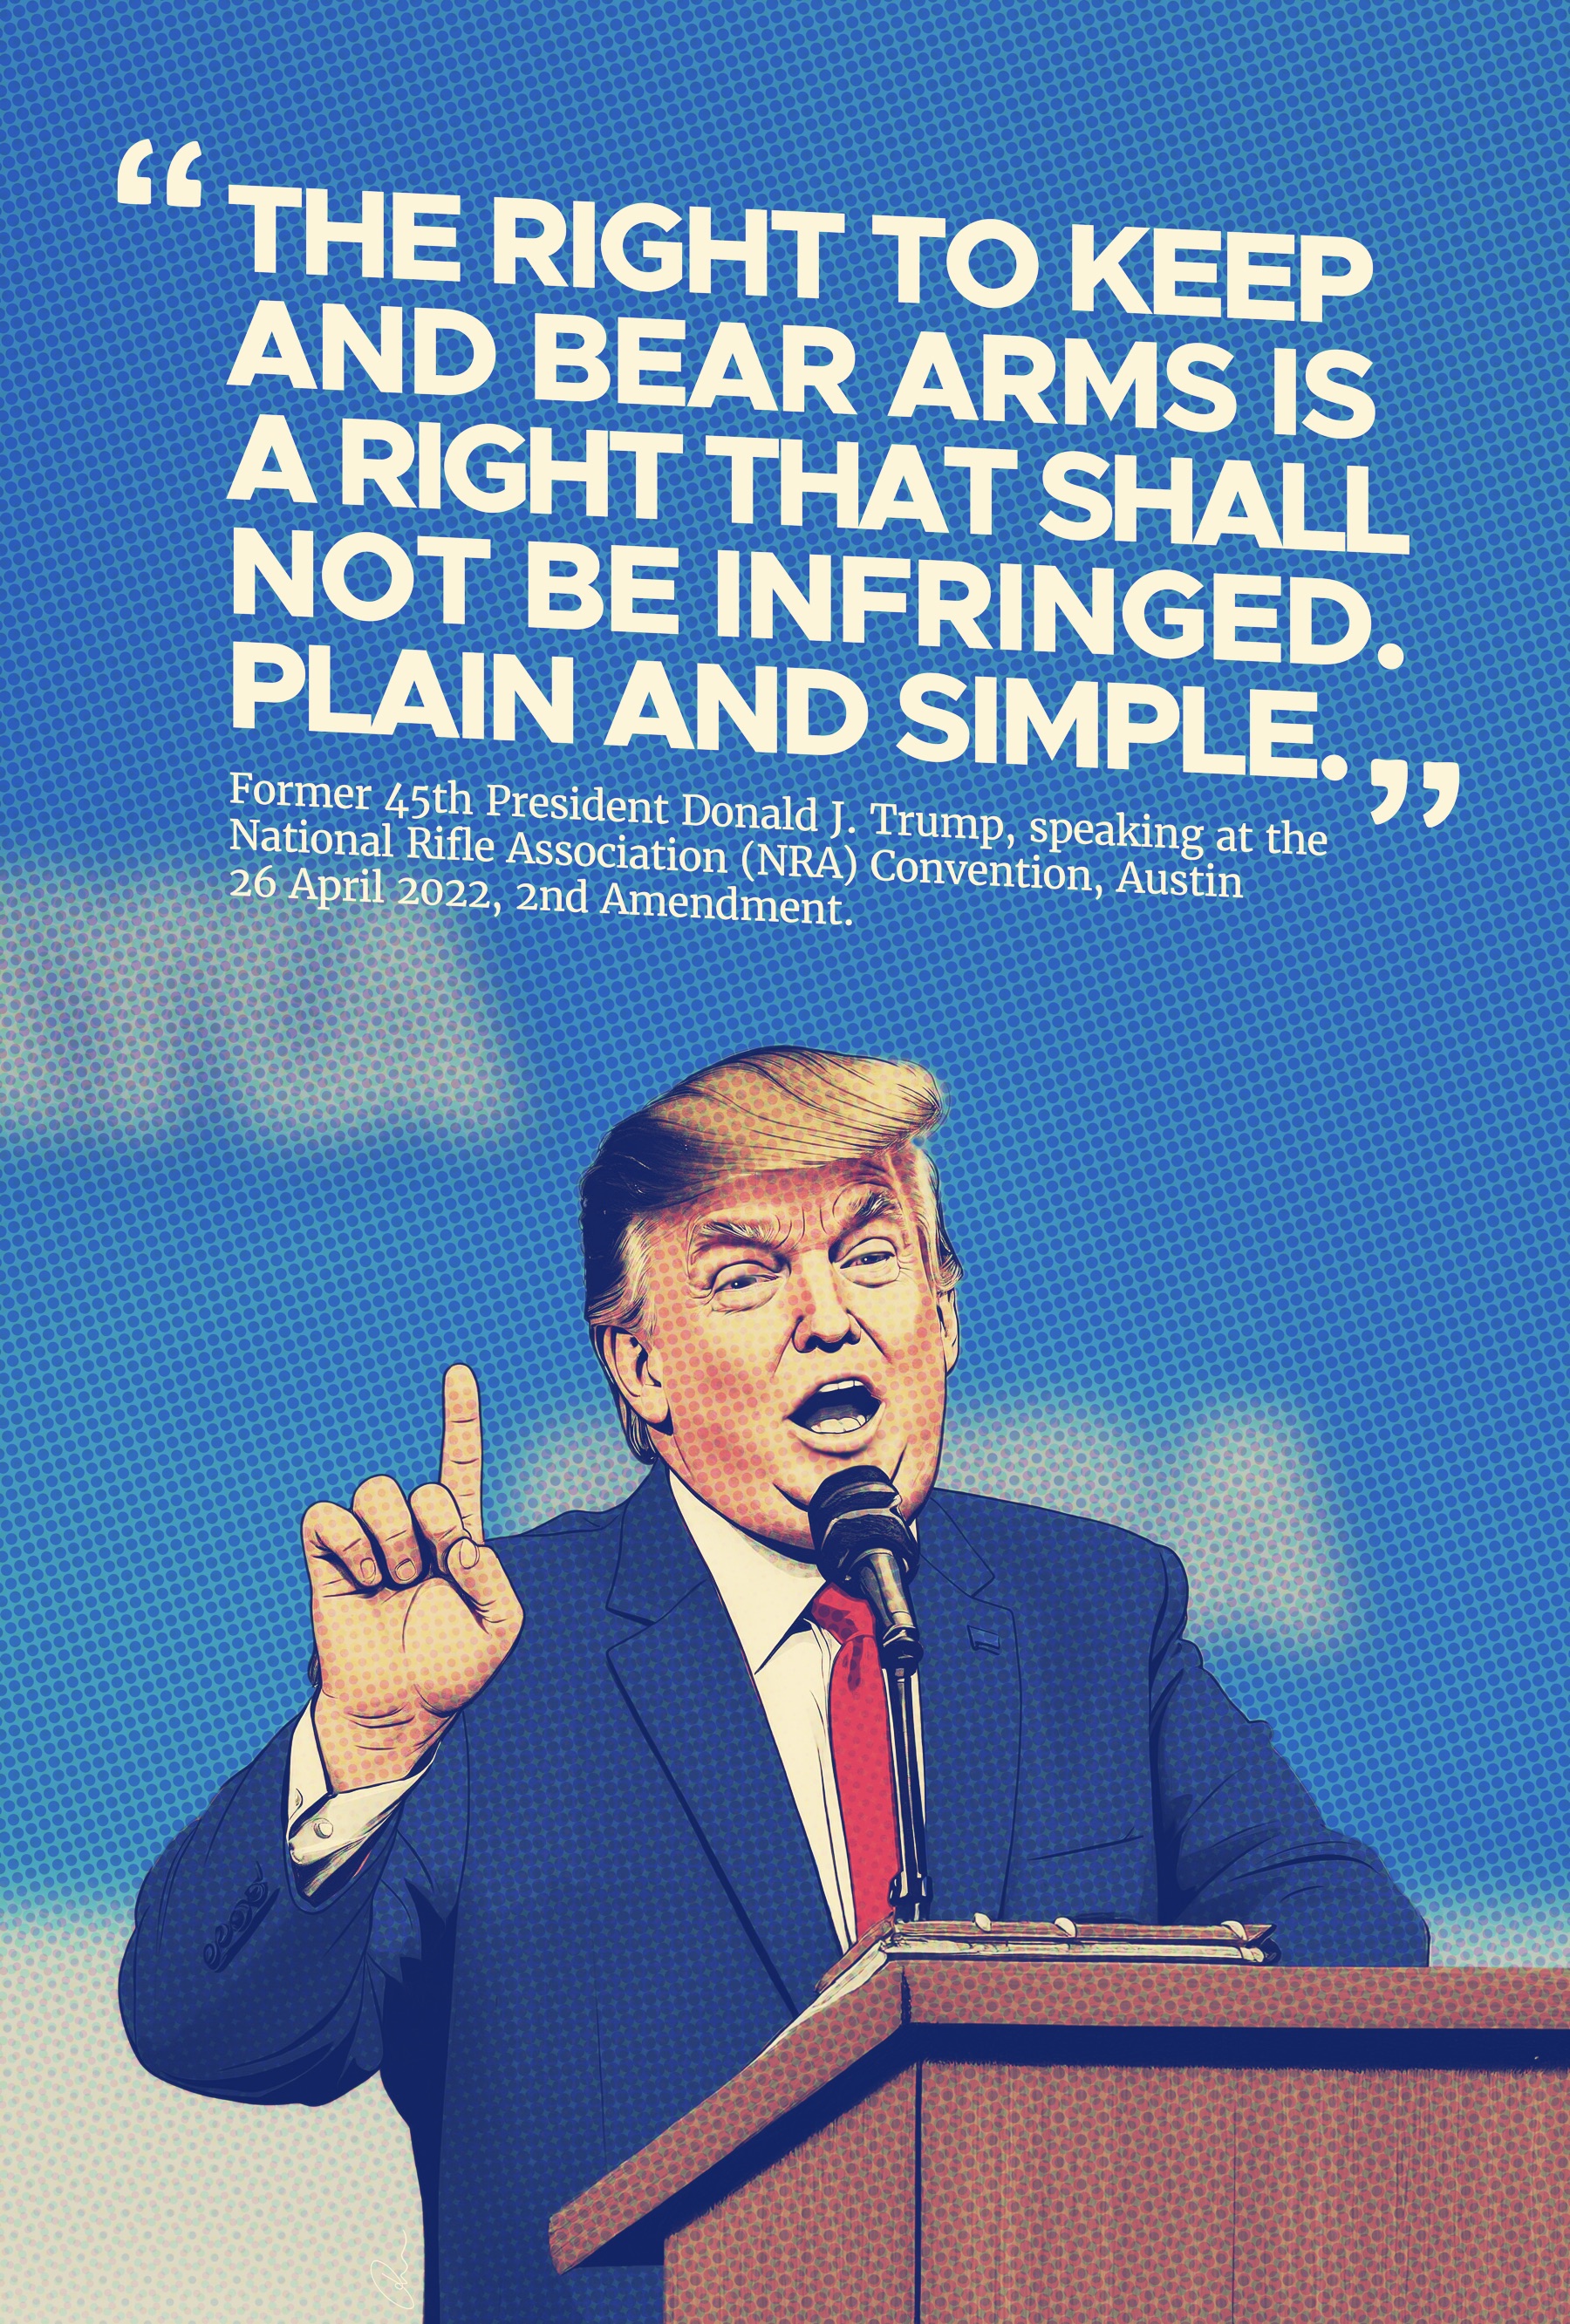 “THE RIGHT TO KEEP
AND BEAR ARMS IS
A RIGHT THAT SHALL
NOT BE INFRINGED.
PLAIN AND SIMPLE.”
Former 45th President Donald J. Trump, speaking at the
National Rifle Association (NRA) Convention, Austin
26 April 2022, 2nd Amendment.